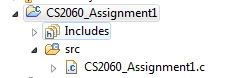 CS2060_Assignment1
Includes
src
CS2060_Assignment1.c